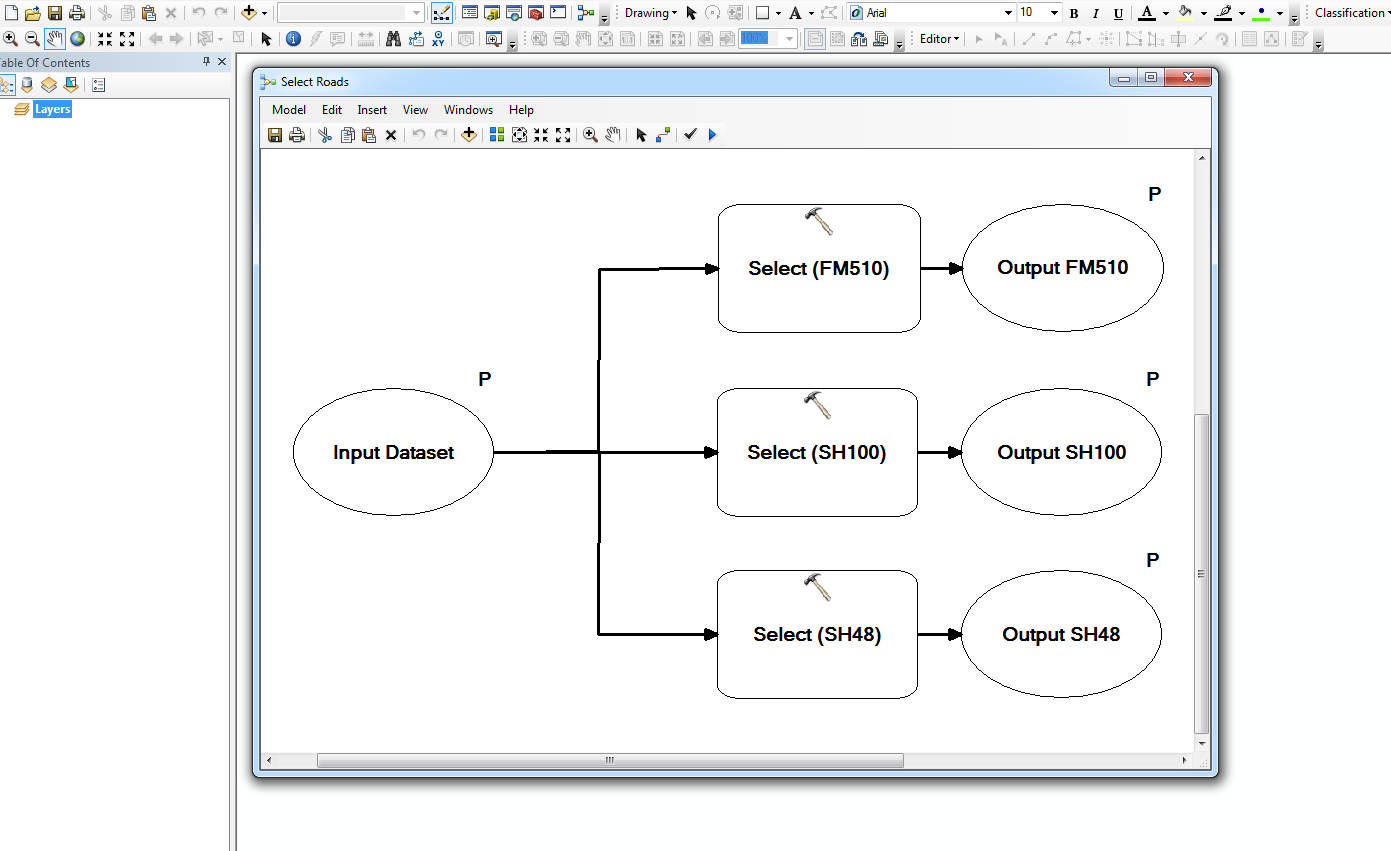 Drawing
Arial
10
B I U A
Classification
100%
Editor
able Of Contents
Layers
Select Roads
Model Edit Insert View Windows Help
P
Select (FM510)
Output FM510
P
P
Input Dataset
Select (SH100)
Output SH100
P
Select (SH48)
Output SH48